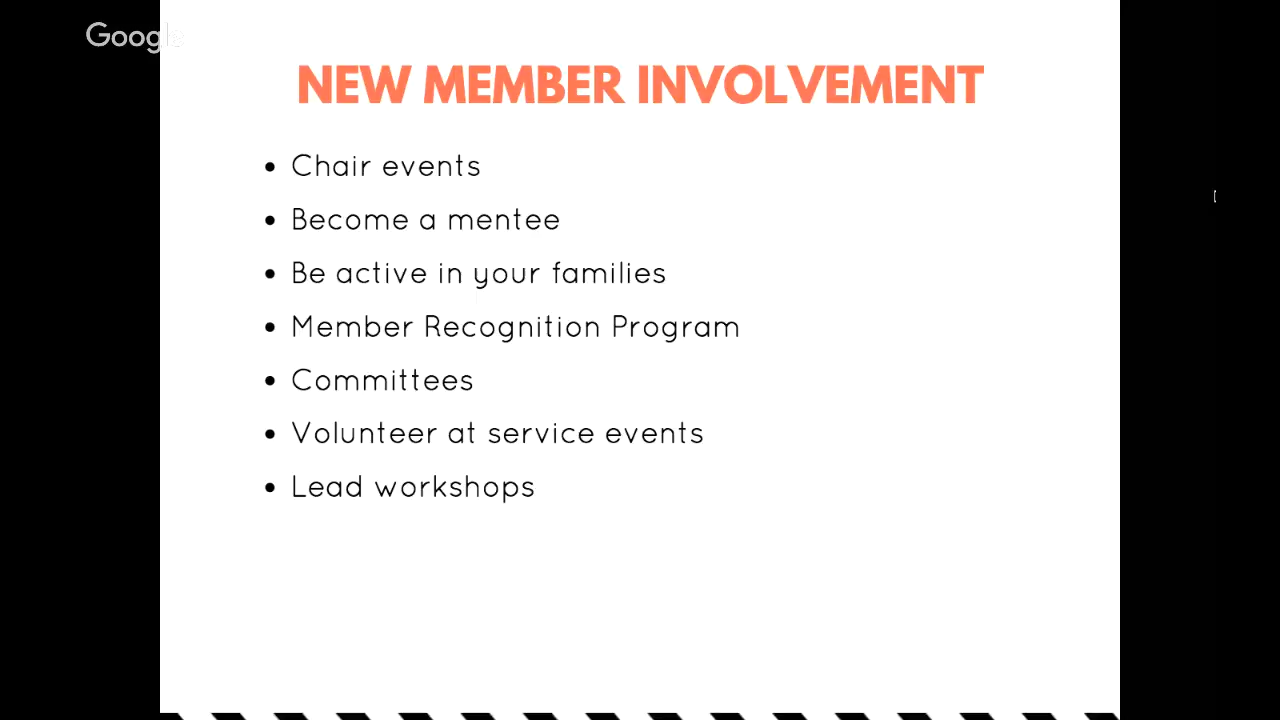 Google
NEW MEMBER INVOLVEMENT
• Chair events
• Become a mentee
• Be active in your families
• Member Recognition Program
• Committees
• Volunteer at service events
• Lead workshops